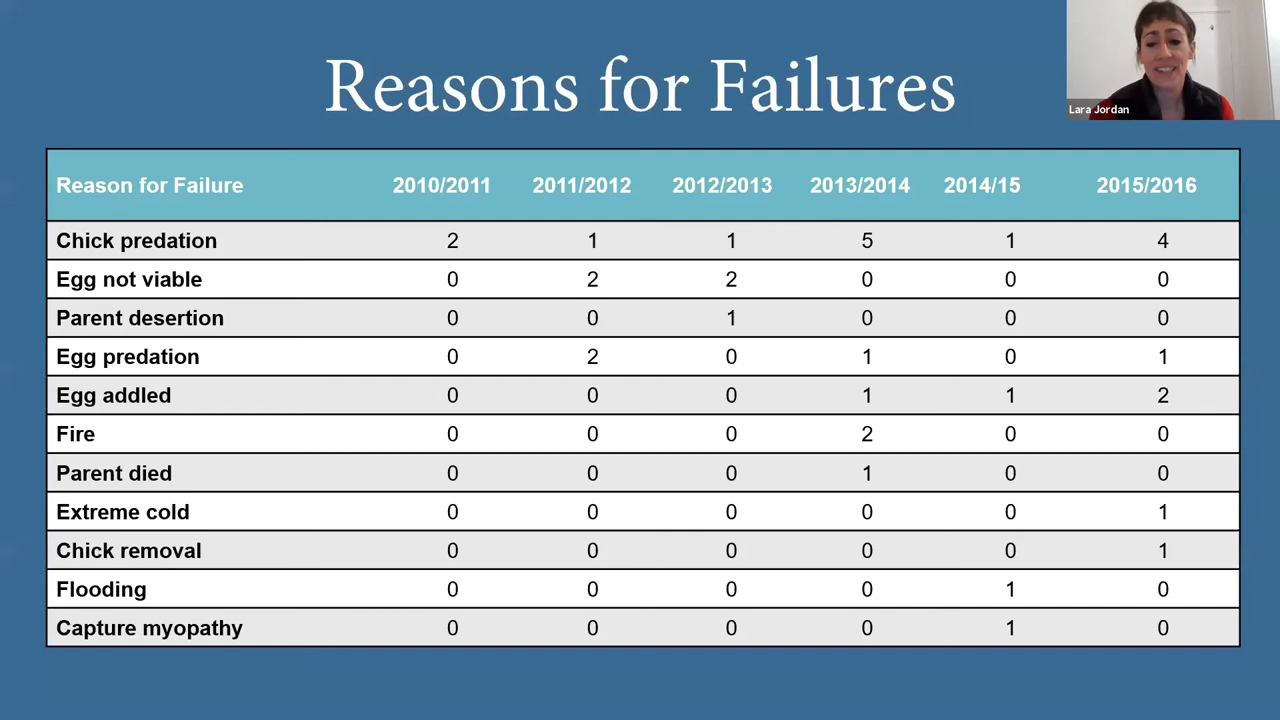 Reasons for Failures
Lara Jordan
Reason for Failure 2010/2011 2011/2012 2012/2013 2013/2014 2014/15 2015/2016
Chick predation 2 1 1 5 1 4
Egg not viable 0 2 2 0 0 0
Parent desertion 0 0 1 0 0 0
Egg predation 0 2 0 1 0 1
Egg addled 0 0 0 1 1 2
Fire 0 0 0 2 0 0
Parent died 0 0 0 1 0 0
Extreme cold 0 0 0 0 0 1
Chick removal 0 0 0 0 0 1
Flooding 0 0 0 0 1 0
Capture myopathy 0 0 0 0 1 0